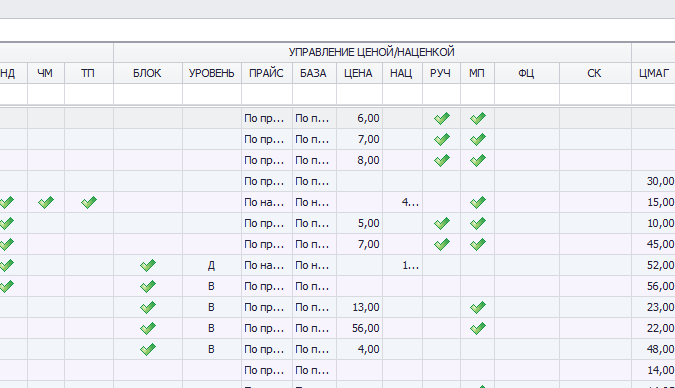 УПРАВЛЕНИЕ ЦЕНОЙ/НАЦЕНКОЙ
НД ЧМ ТП БЛОК УРОВЕНЬ ПРАЙС БАЗА ЦЕНА НАЦ РУЧ МП ФЦ СК ЦМАГ
По пр... По п... 6,00
По пр... По п... 7,00
По пр... По п... 8,00
По пр... По п... 30,00
По на... По п... 4... 15,00
По пр... По п... 5,00 10,00
По пр... По п... 7,00 45,00
Д По на... По н... 1... 52,00
В По пр... По п... 56,00
В По пр... По п... 13,00 23,00
В По пр... По п... 56,00 22,00
В По пр... По п... 4,00 48,00
По пр... По п... 14,00